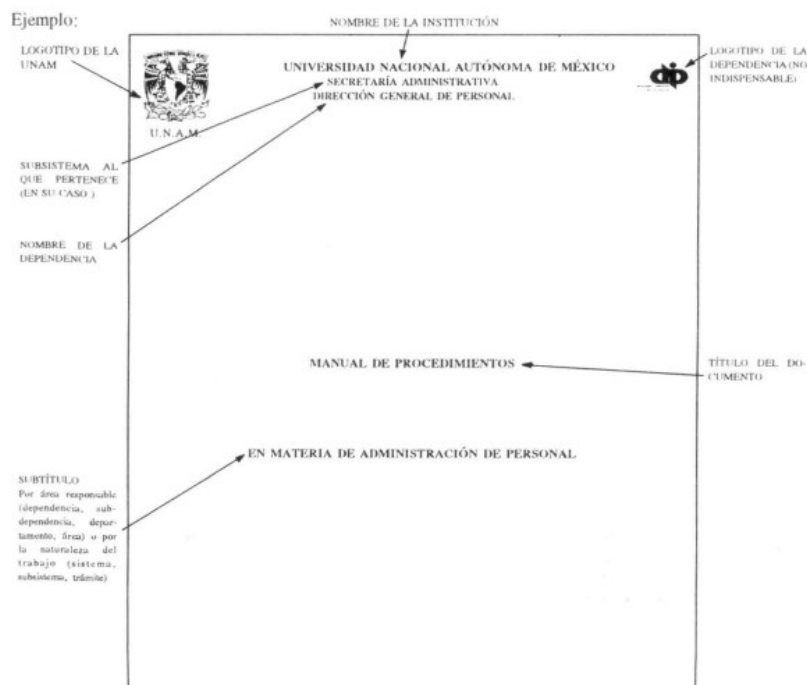 Ejemplo:
NOMBRE DE LA INSTITUCIÓN
LOGOTIPO DE LA
UNAM
UNIVERSIDAD NACIONAL AUTÓNOMA DE MÉXICO
SECRETARÍA ADMINISTRATIVA
DIRECCIÓN GENERAL DE PERSONAL
LOGOTIPO DE LA
DEPENDENCIA (NO
INDISPENSABLE)
U.N.A.M.
SUBSISTEMA AL
QUE PERTENECE
(EN SU CASO )
NOMBRE DE LA
DEPENDENCIA
MANUAL DE PROCEDIMIENTOS
TÍTULO DEL DO-
CUMENTO
EN MATERIA DE ADMINISTRACIÓN DE PERSONAL
SUBTÍTULO
Por área responsable
(dependencia, sub-
dependencia, depar-
tamento, área) o por
la naturaleza del
trabajo (sistema,
subsistema, trámite)